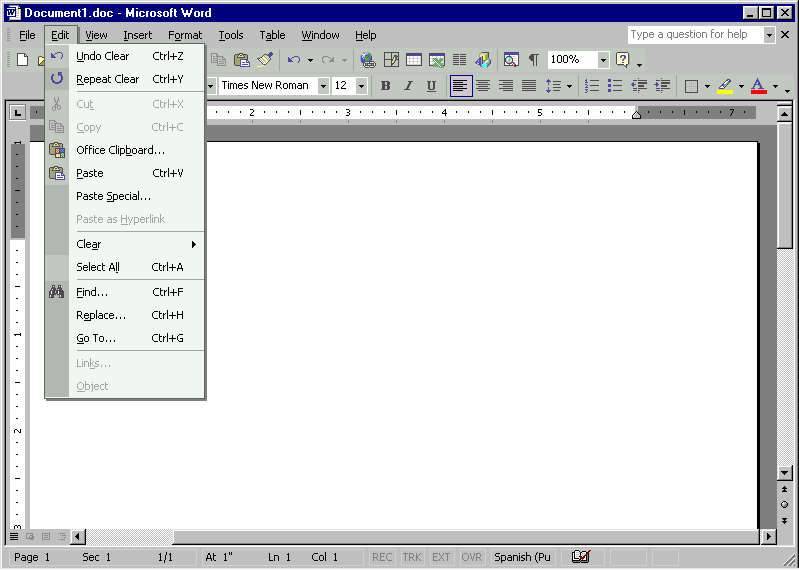 Document1.doc - Microsoft Word
File Edit View Insert Format Tools Table Window Help Type a question for help
Undo Clear Ctrl+Z 100%
Repeat Clear Ctrl+Y Times New Roman 12 B I U A
Cut Ctrl+X 2 3 4 5 7
Copy Ctrl+C
Office Clipboard...
Paste Ctrl+V
Paste Special...
Paste as Hyperlink
Clear
Select All Ctrl+A
Find... Ctrl+F
Replace... Ctrl+H
Go To... Ctrl+G
1
Links...
Object
2
3
Page 1 Sec 1 1/1 At 1" Ln 1 Col 1 REC TRK EXT OVR Spanish (Pu